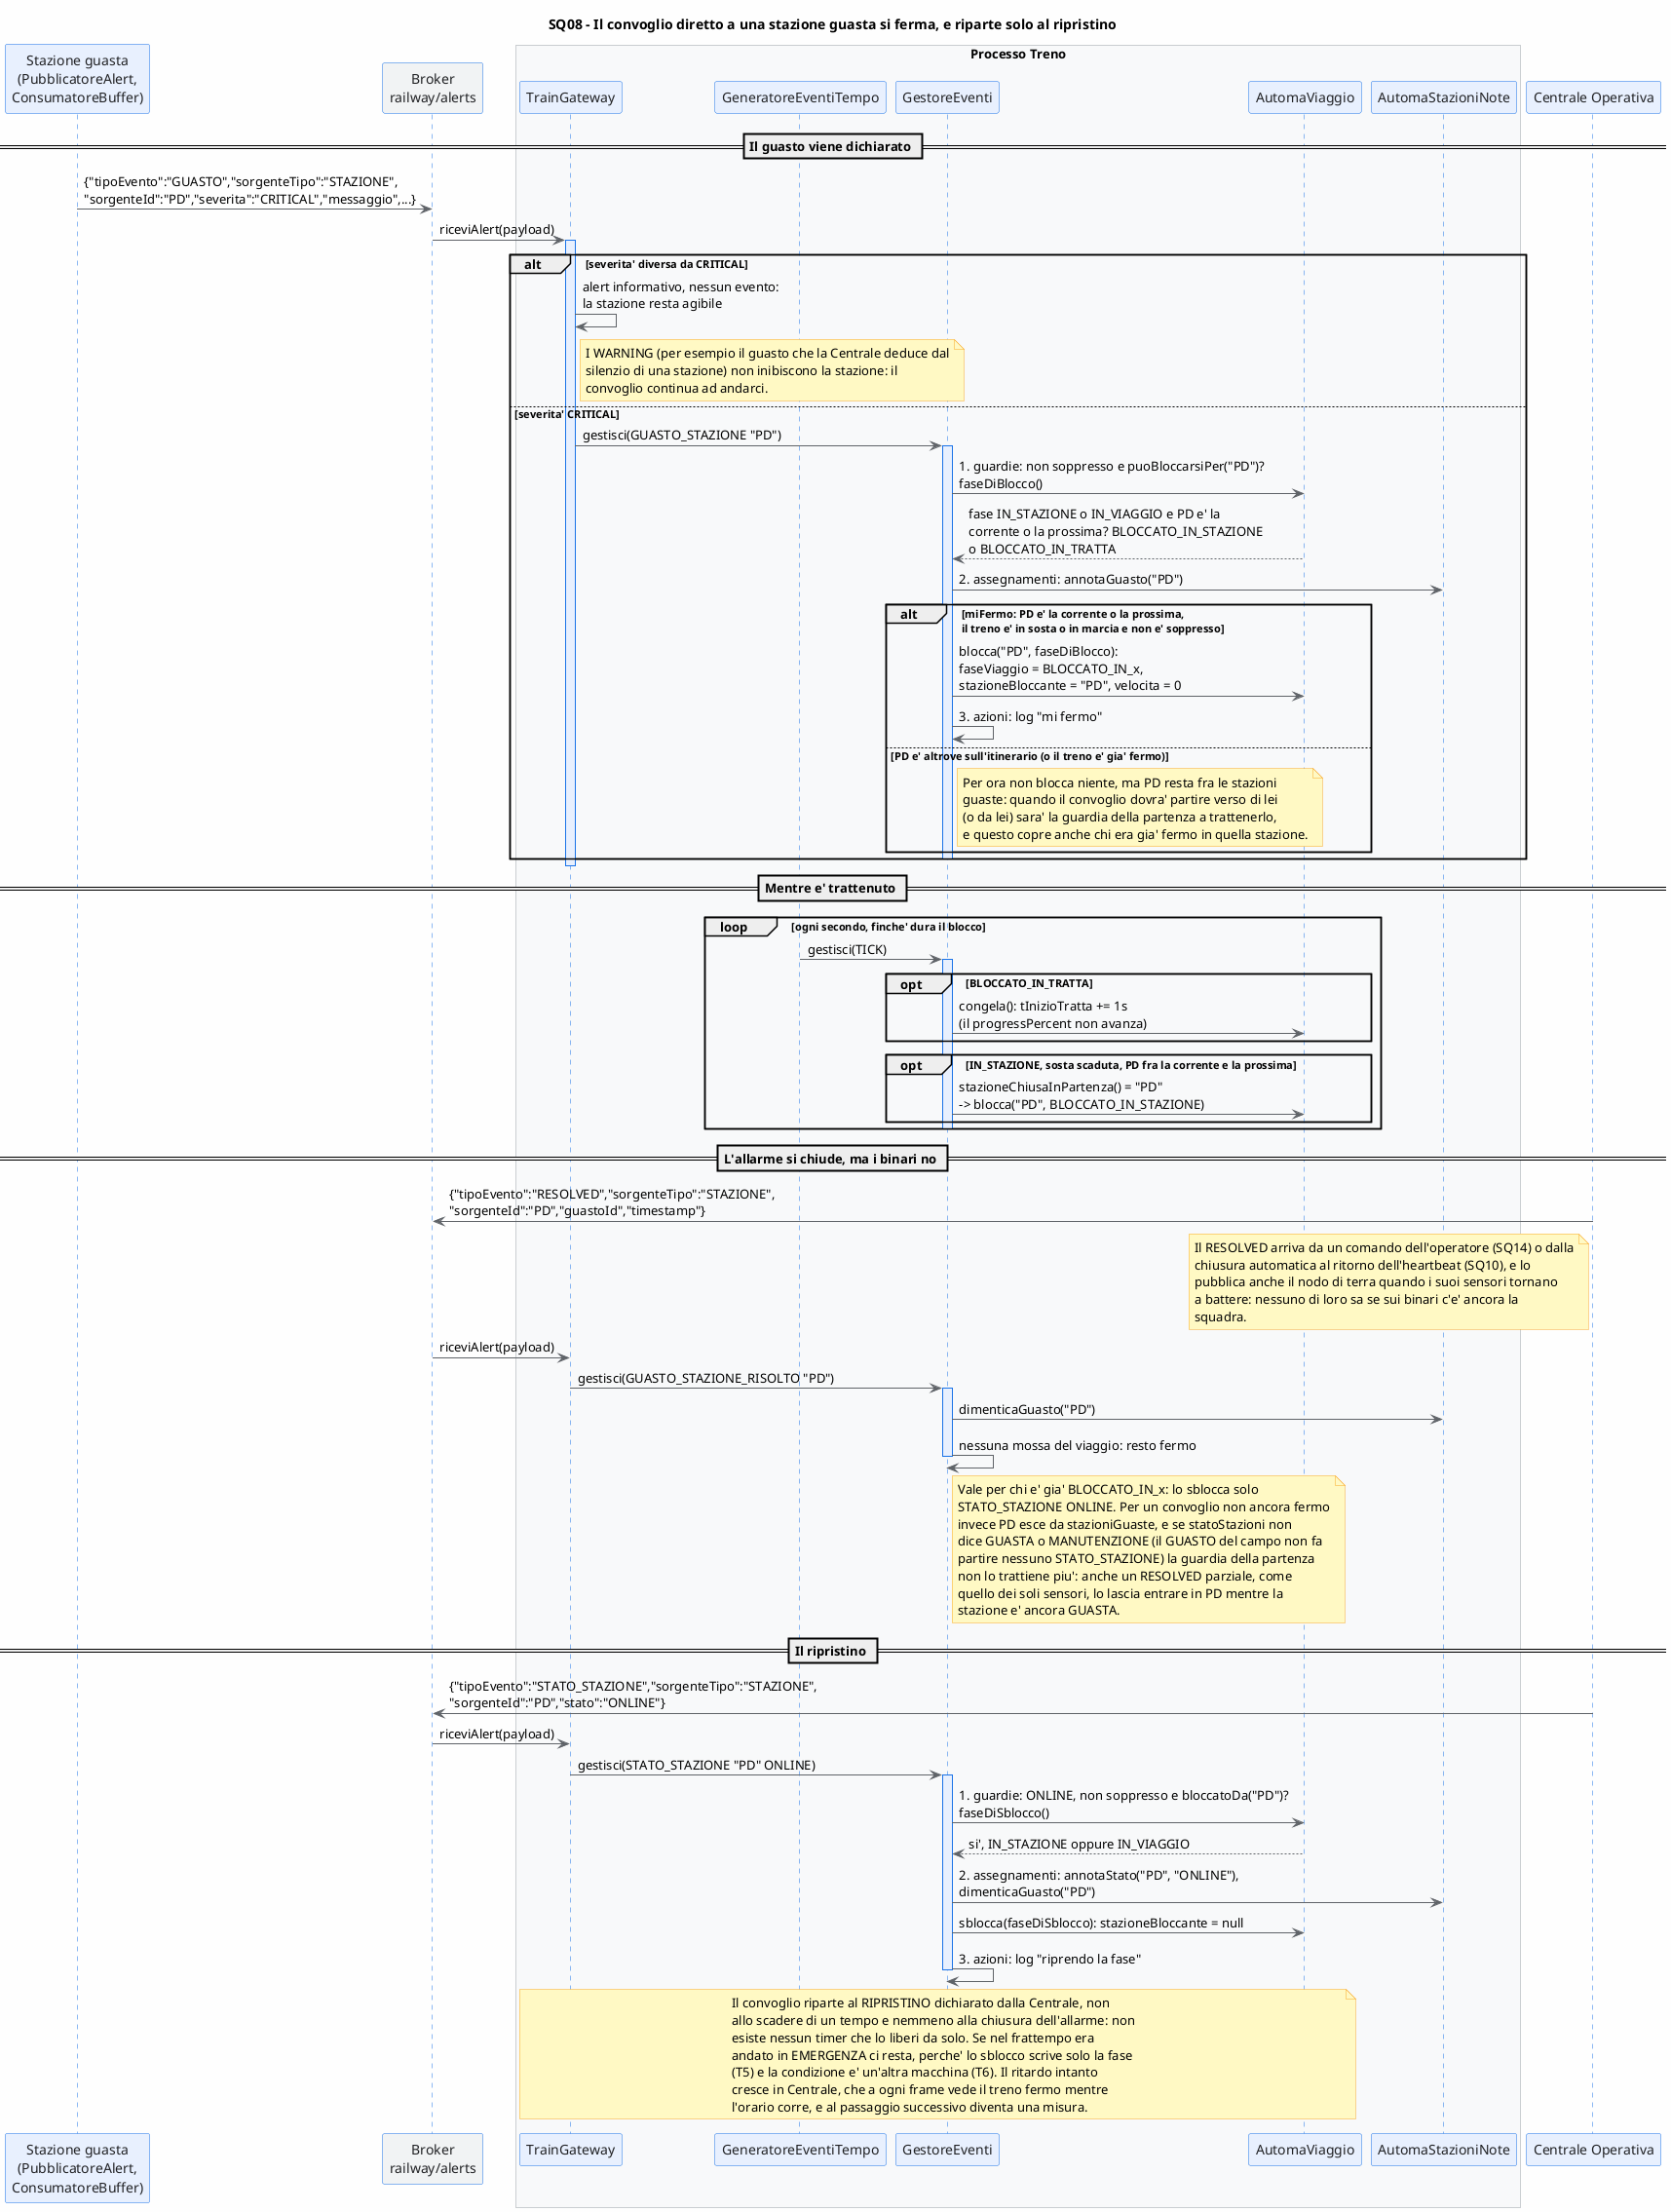 SQ08 - Il convoglio diretto a una stazione guasta si ferma, e riparte solo al ripristino
Processo Treno
Stazione guasta
(PubblicatoreAlert,
ConsumatoreBuffer)
Broker
railway/alerts
TrainGateway
GeneratoreEventiTempo
GestoreEventi
AutomaViaggio
AutomaStazioniNote
Centrale Operativa
Il guasto viene dichiarato
{"tipoEvento":"GUASTO","sorgenteTipo":"STAZIONE",
"sorgenteId":"PD","severita":"CRITICAL","messaggio",...}
riceviAlert(payload)
alt
[severita' diversa da CRITICAL]
alert informativo, nessun evento:
la stazione resta agibile
I WARNING (per esempio il guasto che la Centrale deduce dal
silenzio di una stazione) non inibiscono la stazione: il
convoglio continua ad andarci.
[severita' CRITICAL]
gestisci(GUASTO_STAZIONE "PD")
1. guardie: non soppresso e puoBloccarsiPer("PD")?
faseDiBlocco()
fase IN_STAZIONE o IN_VIAGGIO e PD e' la
corrente o la prossima? BLOCCATO_IN_STAZIONE
o BLOCCATO_IN_TRATTA
2. assegnamenti: annotaGuasto("PD")
alt
[miFermo: PD e' la corrente o la prossima,
il treno e' in sosta o in marcia e non e' soppresso]
blocca("PD", faseDiBlocco):
faseViaggio = BLOCCATO_IN_x,
stazioneBloccante = "PD", velocita = 0
3. azioni: log "mi fermo"
[PD e' altrove sull'itinerario (o il treno e' gia' fermo)]
Per ora non blocca niente, ma PD resta fra le stazioni
guaste: quando il convoglio dovra' partire verso di lei
(o da lei) sara' la guardia della partenza a trattenerlo,
e questo copre anche chi era gia' fermo in quella stazione.
Mentre e' trattenuto
loop
[ogni secondo, finche' dura il blocco]
gestisci(TICK)
opt
[BLOCCATO_IN_TRATTA]
congela(): tInizioTratta += 1s
(il progressPercent non avanza)
opt
[IN_STAZIONE, sosta scaduta, PD fra la corrente e la prossima]
stazioneChiusaInPartenza() = "PD"
-> blocca("PD", BLOCCATO_IN_STAZIONE)
L'allarme si chiude, ma i binari no
{"tipoEvento":"RESOLVED","sorgenteTipo":"STAZIONE",
"sorgenteId":"PD","guastoId","timestamp"}
Il RESOLVED arriva da un comando dell'operatore (SQ14) o dalla
chiusura automatica al ritorno dell'heartbeat (SQ10), e lo
pubblica anche il nodo di terra quando i suoi sensori tornano
a battere: nessuno di loro sa se sui binari c'e' ancora la
squadra.
riceviAlert(payload)
gestisci(GUASTO_STAZIONE_RISOLTO "PD")
dimenticaGuasto("PD")
nessuna mossa del viaggio: resto fermo
Vale per chi e' gia' BLOCCATO_IN_x: lo sblocca solo
STATO_STAZIONE ONLINE. Per un convoglio non ancora fermo
invece PD esce da stazioniGuaste, e se statoStazioni non
dice GUASTA o MANUTENZIONE (il GUASTO del campo non fa
partire nessuno STATO_STAZIONE) la guardia della partenza
non lo trattiene piu': anche un RESOLVED parziale, come
quello dei soli sensori, lo lascia entrare in PD mentre la
stazione e' ancora GUASTA.
Il ripristino
{"tipoEvento":"STATO_STAZIONE","sorgenteTipo":"STAZIONE",
"sorgenteId":"PD","stato":"ONLINE"}
riceviAlert(payload)
gestisci(STATO_STAZIONE "PD" ONLINE)
1. guardie: ONLINE, non soppresso e bloccatoDa("PD")?
faseDiSblocco()
si', IN_STAZIONE oppure IN_VIAGGIO
2. assegnamenti: annotaStato("PD", "ONLINE"),
dimenticaGuasto("PD")
sblocca(faseDiSblocco): stazioneBloccante = null
3. azioni: log "riprendo la fase"
Il convoglio riparte al RIPRISTINO dichiarato dalla Centrale, non
allo scadere di un tempo e nemmeno alla chiusura dell'allarme: non
esiste nessun timer che lo liberi da solo. Se nel frattempo era
andato in EMERGENZA ci resta, perche' lo sblocco scrive solo la fase
(T5) e la condizione e' un'altra macchina (T6). Il ritardo intanto
cresce in Centrale, che a ogni frame vede il treno fermo mentre
l'orario corre, e al passaggio successivo diventa una misura.
Stazione guasta
(PubblicatoreAlert,
ConsumatoreBuffer)
Broker
railway/alerts
TrainGateway
GeneratoreEventiTempo
GestoreEventi
AutomaViaggio
AutomaStazioniNote
Centrale Operativa